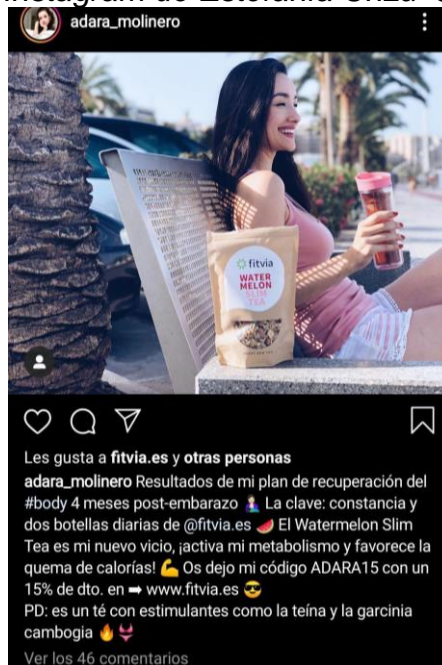 adara_molinero
fitvia
WATER
MELON
SLIM
TEA
Les gusta a fitvia.es y otras personas
adara_molinero Resultados de mi plan de recuperación del
#body 4 meses post-embarazo 🤱🏻 La clave: constancia y
dos botellas diarias de @fitvia.es 🍉 El Watermelon Slim
Tea es mi nuevo vicio, ¡activa mi metabolismo y favorece la
quema de calorías! 💪 Os dejo mi código ADARA15 con un
15% de dto. en ➡ www.fitvia.es 😎
PD: es un té con estimulantes como la teína y la garcinia
cambogia 🔥👙
Ver los 46 comentarios